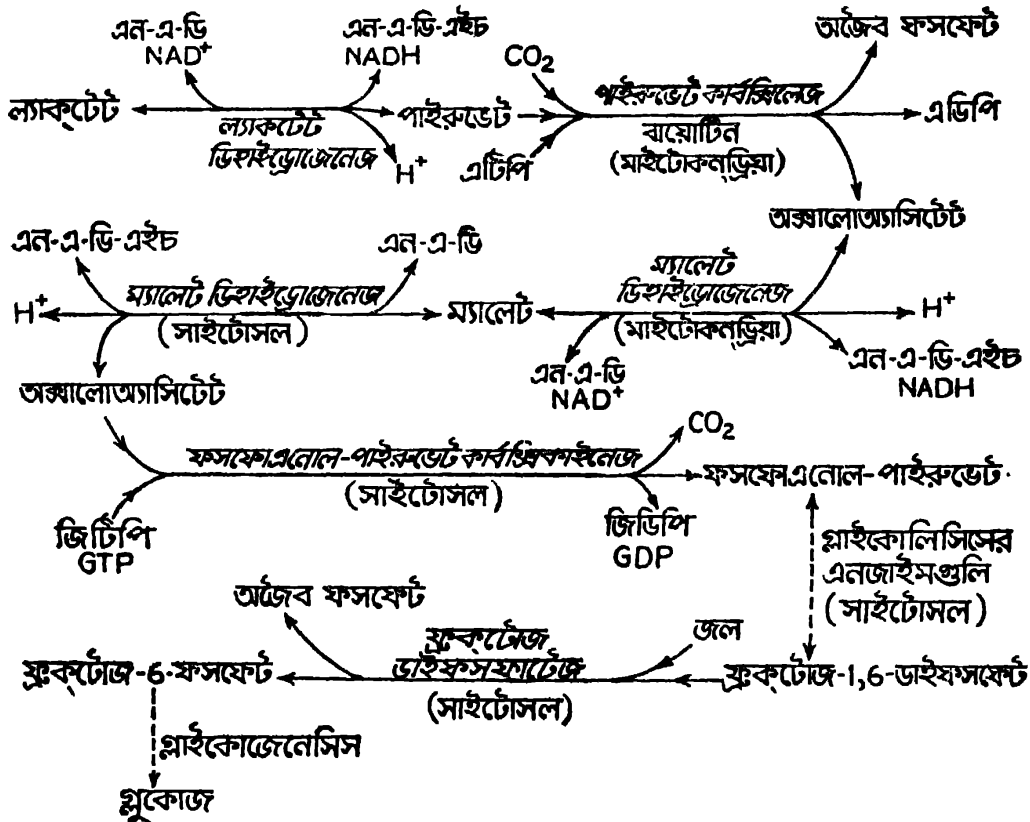 এন-এ-ডি
NAD⁺
এন-এ-ডি-এইচ
NADH
CO₂
অজৈব ফসফেট
ল্যাক্‌টেট
ল্যাকটেট
ডিহাইড্রোজেনেজ
H⁺
পাইরুভেট
এটিপি
পাইরুভেট কার্বক্সিলেজ
বায়োটিন
(মাইটোকন্‌ড্রিয়া)
এডিপি
অক্সালোঅ্যাসিটেট
এন-এ-ডি-এইচ
এন-এ-ডি
H⁺
ম্যালেট ডিহাইড্রোজেনেজ
(সাইটোসল)
ম্যালেট
ম্যালেট
ডিহাইড্রোজেনেজ
(মাইটোকন্‌ড্রিয়া)
H⁺
এন-এ-ডি
NAD⁺
এন-এ-ডি-এইচ
NADH
অক্সালোঅ্যাসিটেট
CO₂
ফসফোএনোল-পাইরুভেট কার্বক্সিকাইনেজ
(সাইটোসল)
ফসফোএনোল-পাইরুভেট
জিটিপি
GTP
জিডিপি
GDP
গ্লাইকোলিসিসের
এনজাইমগুলি
(সাইটোসল)
অজৈব ফসফেট
ফ্রুক্‌টোজ
ডাইফসফাটেজ
(সাইটোসল)
জল
ফ্রুক্‌টোজ-6-ফসফেট
ফ্রুক্‌টোজ-1,6-ডাইফসফেট
গ্লাইকোজেনেসিস
গ্লুকোজ